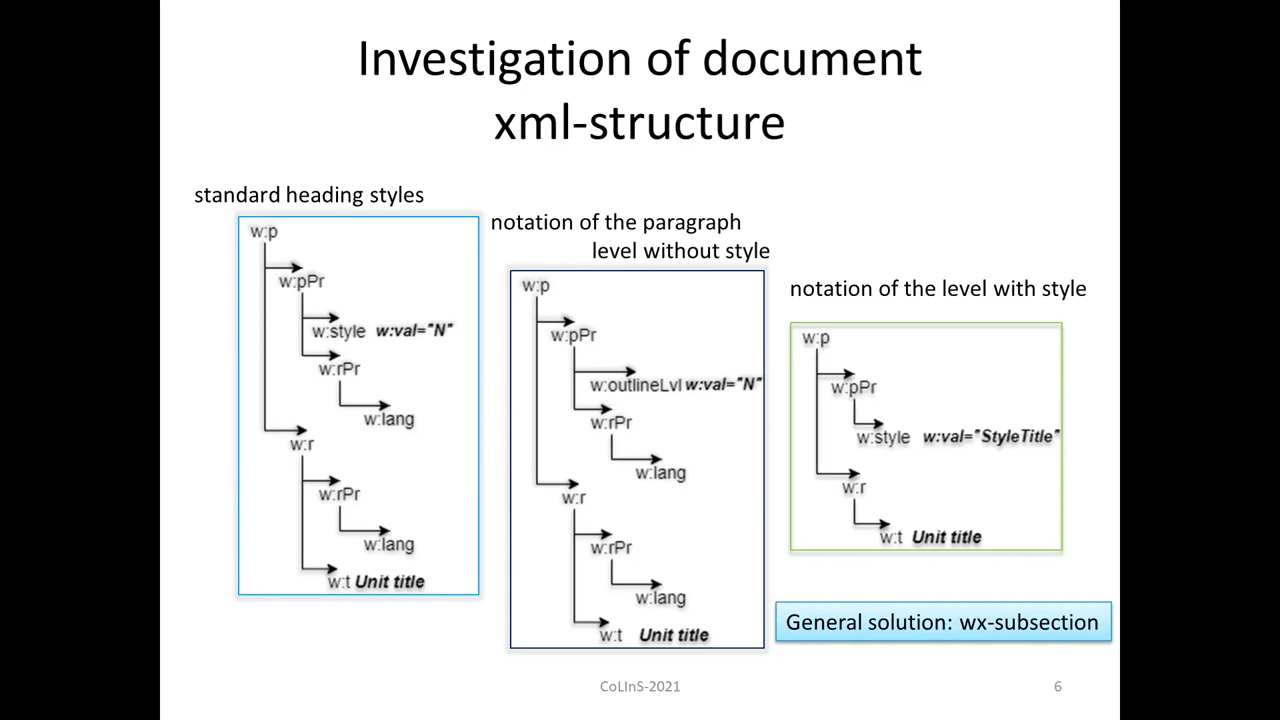 Investigation of document
xml-structure
standard heading styles
w:p
w:pPr
w:style w:val="N"
w:rPr
w:lang
w:r
w:rPr
w:lang
w:t Unit title
notation of the paragraph
level without style
w:p
w:pPr
w:outlineLvl w:val="N"
w:rPr
w:lang
w:r
w:rPr
w:lang
w:t Unit title
notation of the level with style
w:p
w:pPr
w:style w:val="StyleTitle"
w:r
w:t Unit title
General solution: wx-subsection
CoLInS-2021
6